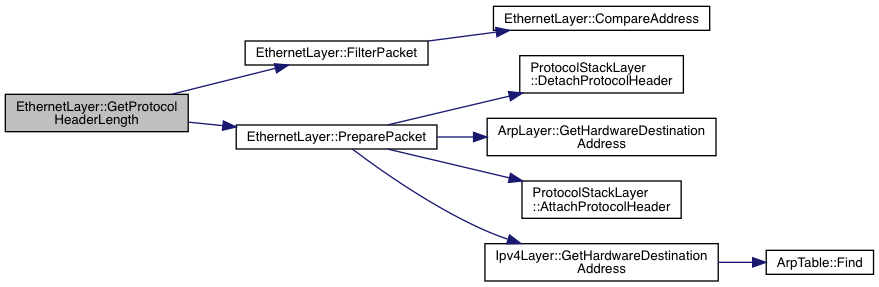 EthernetLayer::CompareAddress
EthernetLayer::FilterPacket
ProtocolStackLayer
::DetachProtocolHeader
EthernetLayer::GetProtocol
HeaderLength
EthernetLayer::PreparePacket
ArpLayer::GetHardwareDestination
Address
ProtocolStackLayer
::AttachProtocolHeader
Ipv4Layer::GetHardwareDestination
Address
ArpTable::Find